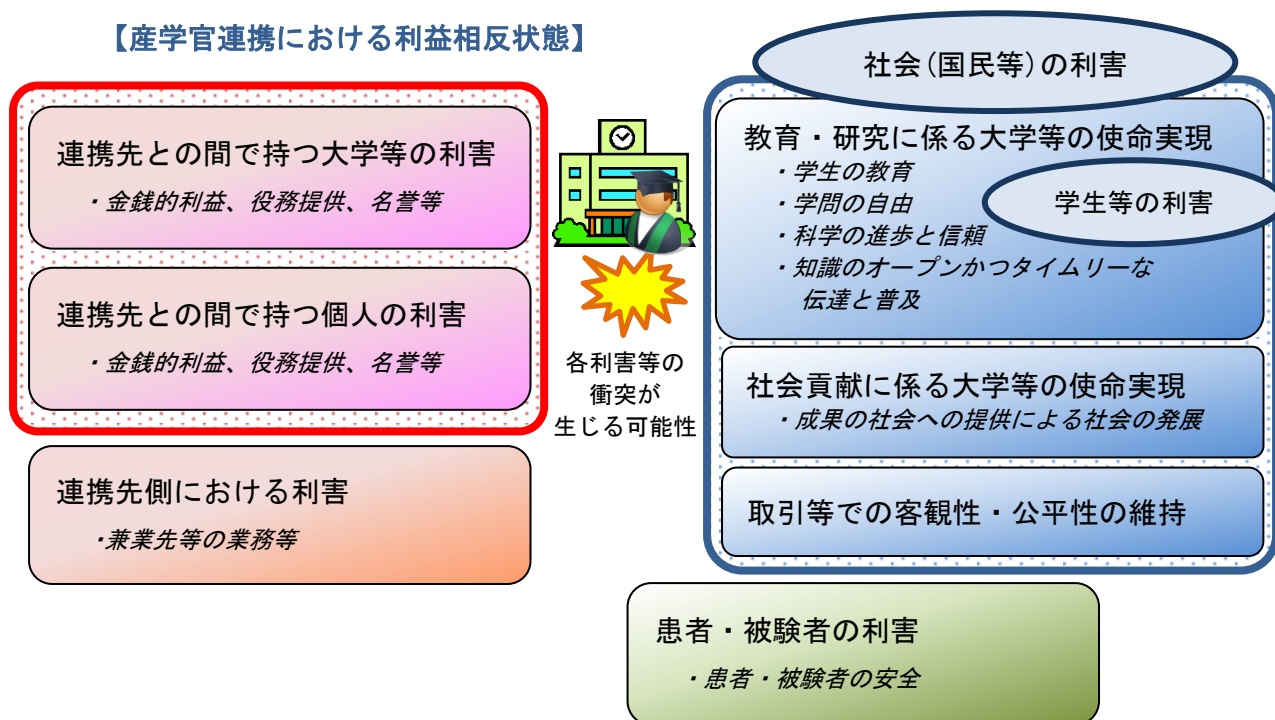 【産学官連携における利益相反状態】
連携先との間で持つ大学等の利害
・金銭的利益、役務提供、名誉等
連携先との間で持つ個人の利害
・金銭的利益、役務提供、名誉等
連携先側における利害
・兼業先等の業務等
各利害等の
衝突が
生じる可能性
社会(国民等)の利害
教育・研究に係る大学等の使命実現
・学生の教育
・学問の自由
・科学の進歩と信頼
・知識のオープンかつタイムリーな
伝達と普及
学生等の利害
社会貢献に係る大学等の使命実現
・成果の社会への提供による社会の発展
取引等での客観性・公平性の維持
患者・被験者の利害
・患者・被験者の安全